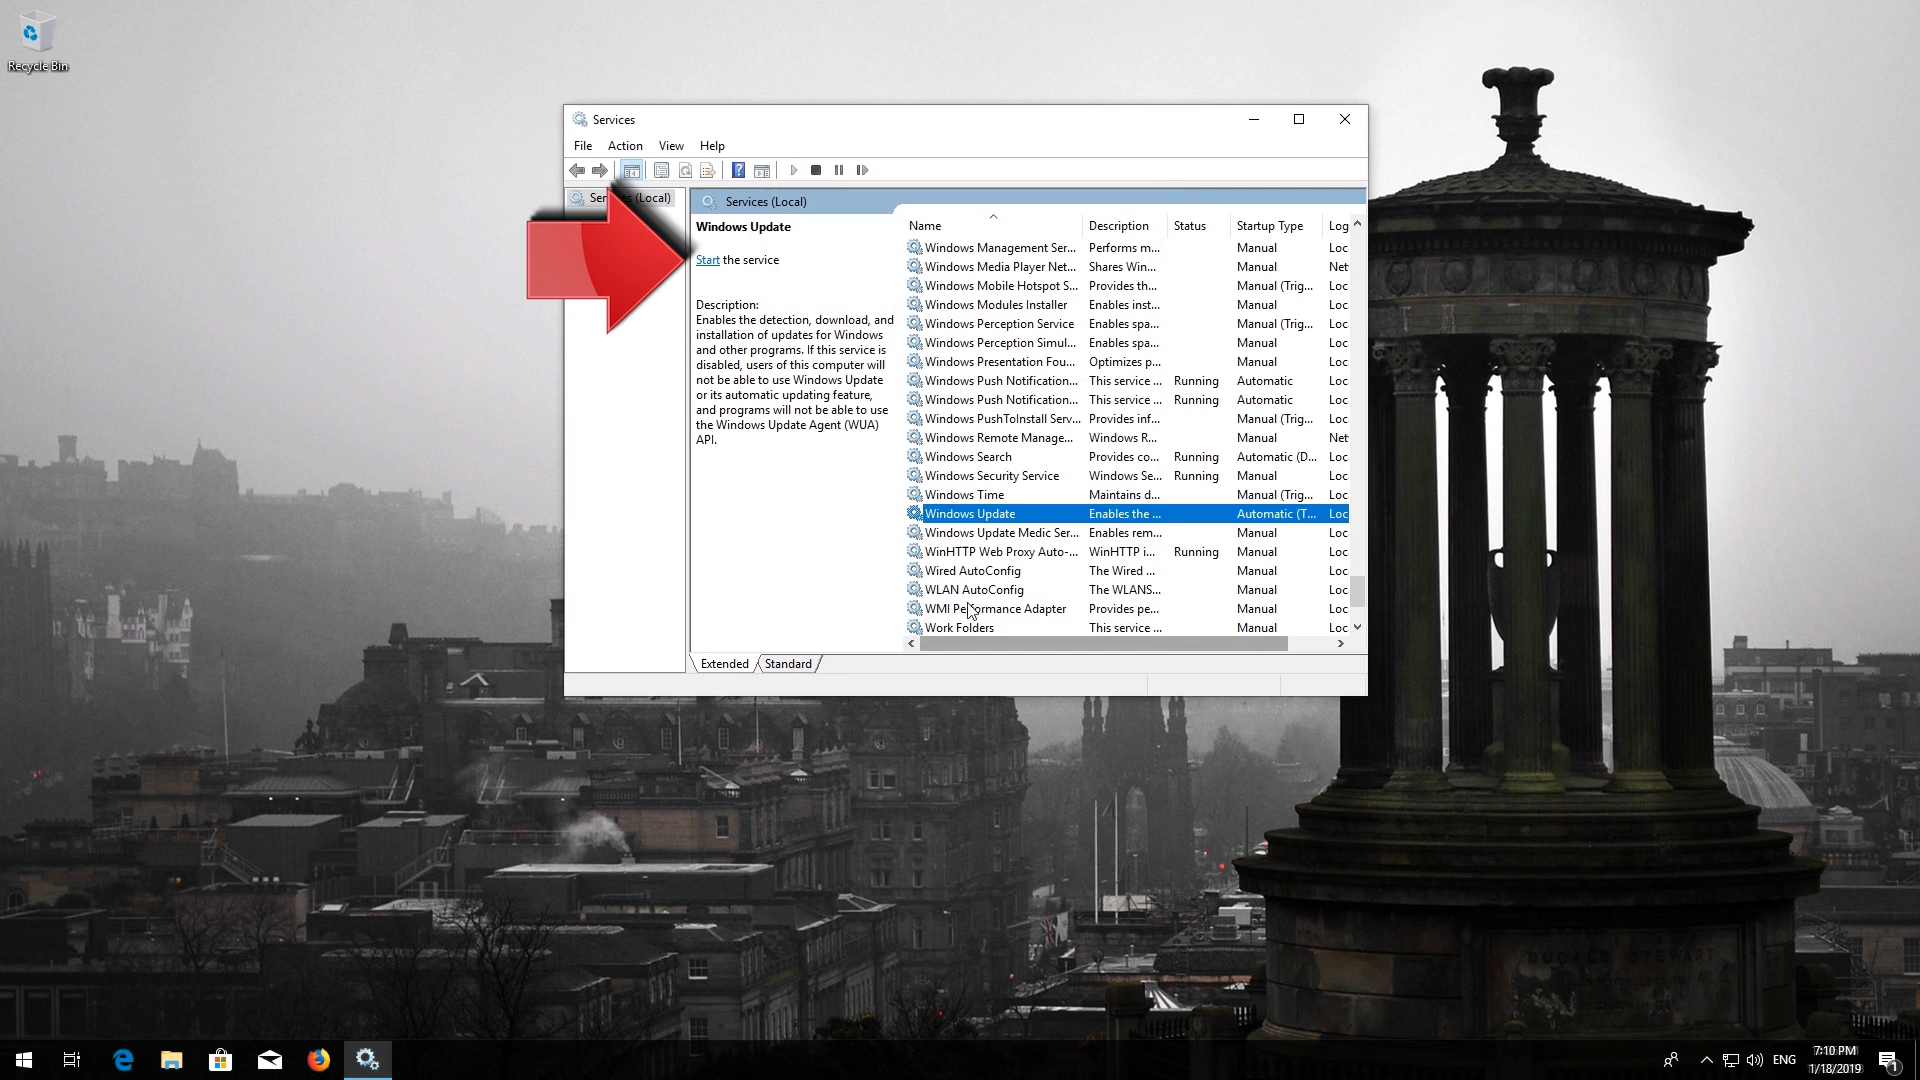 Recycle Bin
Services
File Action View Help
Services (Local)
Services (Local)
Windows Update
Start the service
Description:
Enables the detection, download, and
installation of updates for Windows
and other programs. If this service is
disabled, users of this computer will
not be able to use Windows Update
or its automatic updating feature,
and programs will not be able to use
the Windows Update Agent (WUA)
API.
Name Description Status Startup Type Log
Windows Management Ser... Performs m... Manual Loc
Windows Media Player Net... Shares Win... Manual Net
Windows Mobile Hotspot S... Provides th... Manual (Trig... Loc
Windows Modules Installer Enables inst... Manual Loc
Windows Perception Service Enables spa... Manual (Trig... Loc
Windows Perception Simul... Enables spa... Manual Loc
Windows Presentation Fou... Optimizes p... Manual Loc
Windows Push Notification... This service ... Running Automatic Loc
Windows Push Notification... This service ... Running Automatic Loc
Windows PushToInstall Serv... Provides inf... Manual (Trig... Loc
Windows Remote Manage... Windows R... Manual Net
Windows Search Provides co... Running Automatic (D... Loc
Windows Security Service Windows Se... Running Manual Loc
Windows Time Maintains d... Manual (Trig... Loc
Windows Update Enables the ... Automatic (T... Loc
Windows Update Medic Ser... Enables rem... Manual Loc
WinHTTP Web Proxy Auto-... WinHTTP i... Running Manual Loc
Wired AutoConfig The Wired ... Manual Loc
WLAN AutoConfig The WLANS... Manual Loc
WMI Performance Adapter Provides pe... Manual Loc
Work Folders This service ... Manual Loc
Extended Standard
DUGALD STEWART
ENG
7:10 PM
1/18/2019
1